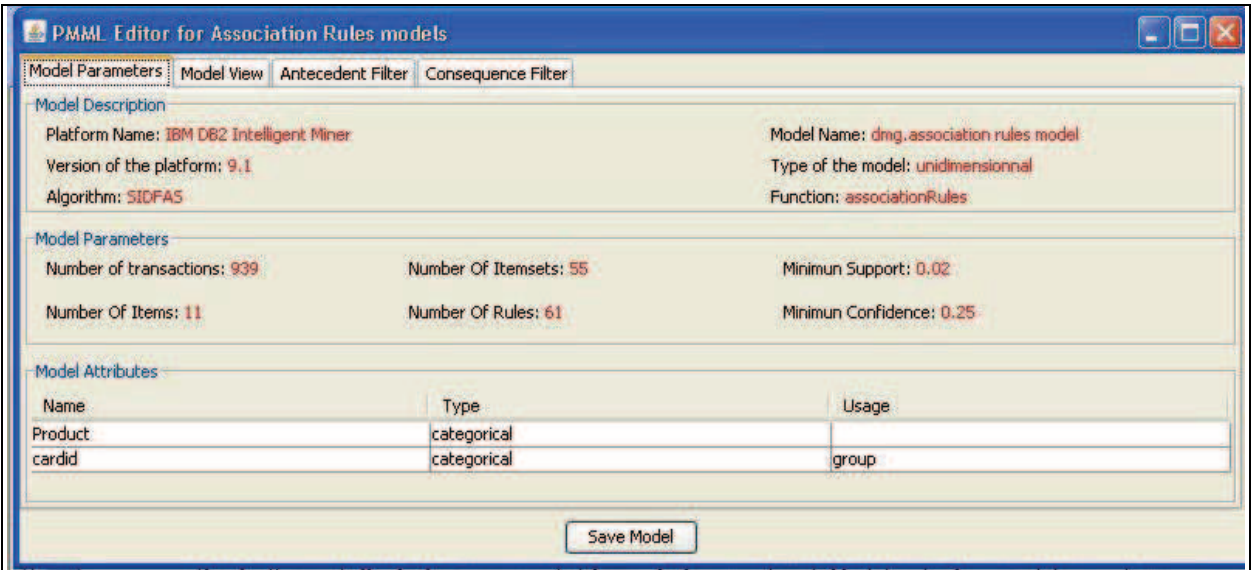 PMML Editor for Association Rules models
Model Parameters Model View Antecedent Filter Consequence Filter
Model Description
Platform Name: IBM DB2 Intelligent Miner Model Name: dmg.association rules model
Version of the platform: 9.1 Type of the model: unidimensionnal
Algorithm: SIDFAS Function: associationRules
Model Parameters
Number of transactions: 939 Number Of Itemsets: 55 Minimun Support: 0.02
Number Of Items: 11 Number Of Rules: 61 Minimun Confidence: 0.25
Model Attributes
Name Type Usage
Product categorical
cardid categorical group
Save Model